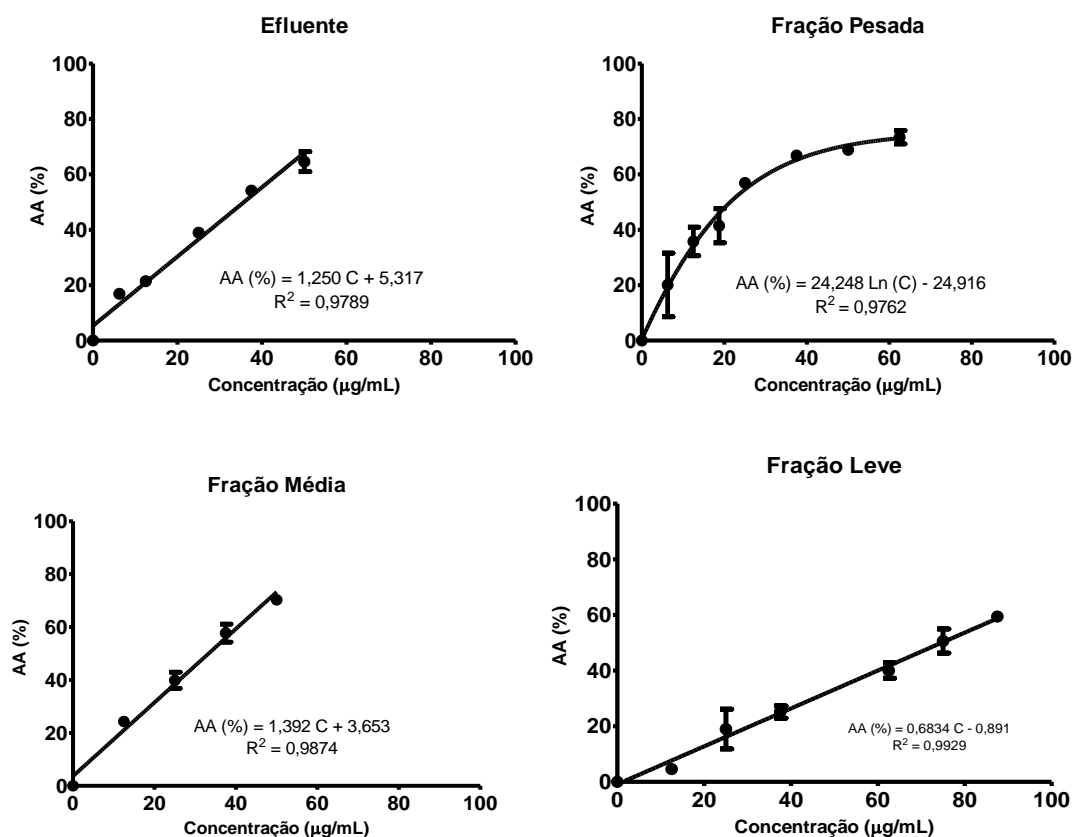 Efluente
100
80
60
40
20
0
AA (%)
AA (%) = 1,250 C + 5,317
R² = 0,9789
0 20 40 60 80 100
Concentração (µg/mL)
Fração Pesada
100
80
60
40
20
0
AA (%)
AA (%) = 24,248 Ln (C) - 24,916
R² = 0,9762
0 20 40 60 80 100
Concentração (µg/mL)
Fração Média
100
80
60
40
20
0
AA (%)
AA (%) = 1,392 C + 3,653
R² = 0,9874
0 20 40 60 80 100
Concentração (µg/mL)
Fração Leve
100
80
60
40
20
0
AA (%)
AA (%) = 0,6834 C - 0,891
R² = 0,9929
0 20 40 60 80 100
Concentração (µg/mL)